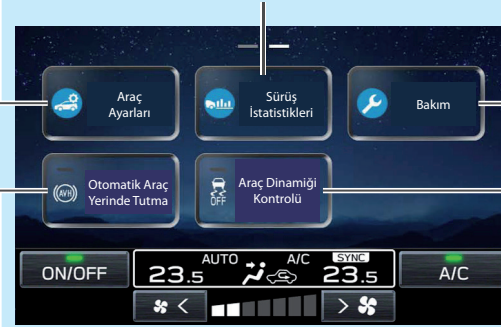 Araç
Ayarları
Sürüş
İstatistikleri
Bakım
(AVH)
Otomatik Araç
Yerinde Tutma
OFF
Araç Dinamiği
Kontrolü
ON/OFF
AUTO
A/C
SYNC
23.5
23.5
A/C
<
>